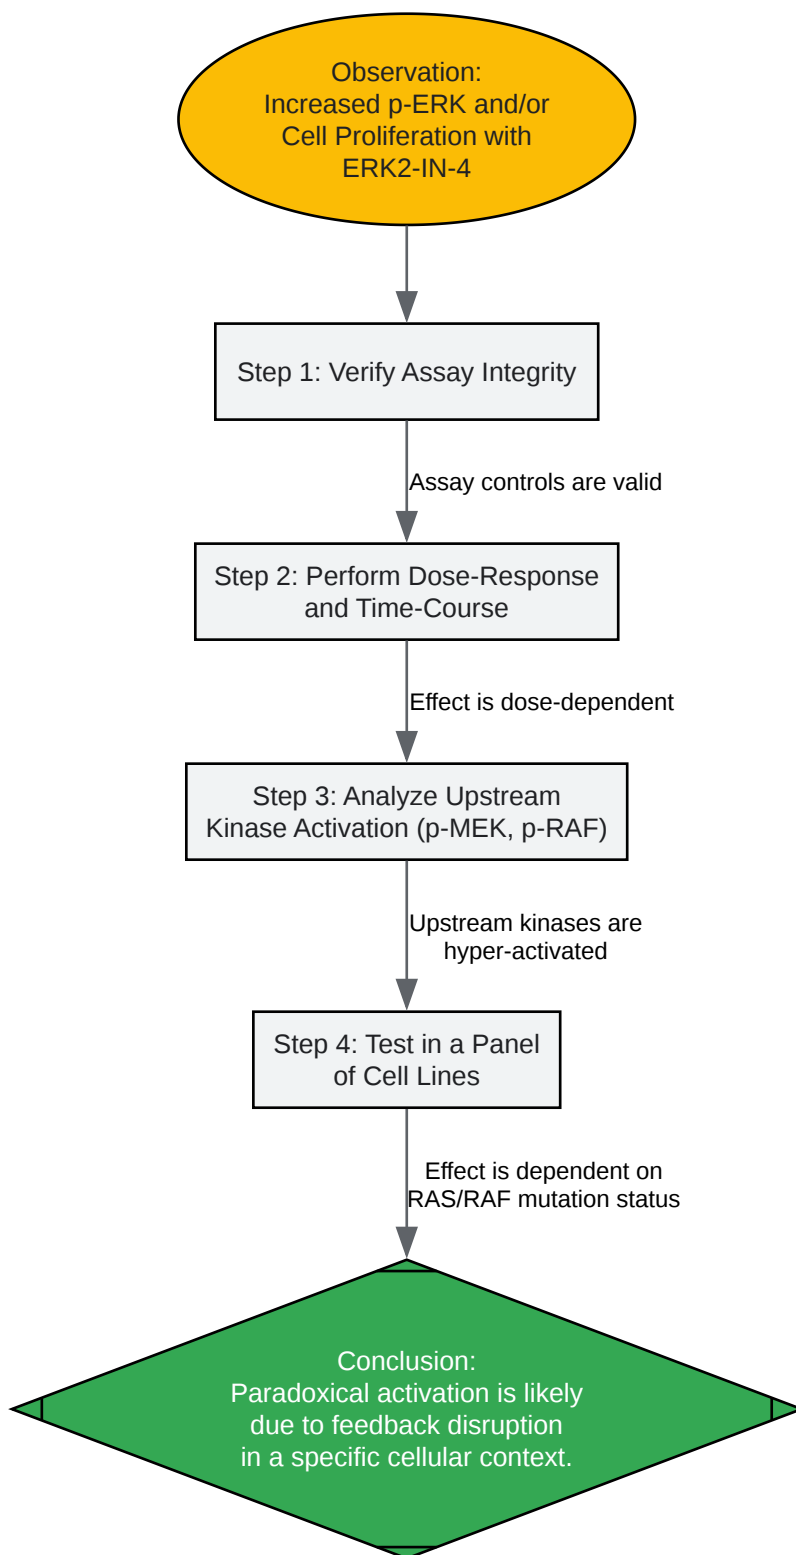 Observation:
Increased p-ERK and/or
Cell Proliferation with
ERK2-IN-4
Step 1: Verify Assay Integrity
Assay controls are valid
Step 2: Perform Dose-Response
and Time-Course
Effect is dose-dependent
Step 3: Analyze Upstream
Kinase Activation (p-MEK, p-RAF)
Upstream kinases are
hyper-activated
Step 4: Test in a Panel
of Cell Lines
Effect is dependent on
RAS/RAF mutation status
Conclusion:
Paradoxical activation is likely
due to feedback disruption
in a specific cellular context.